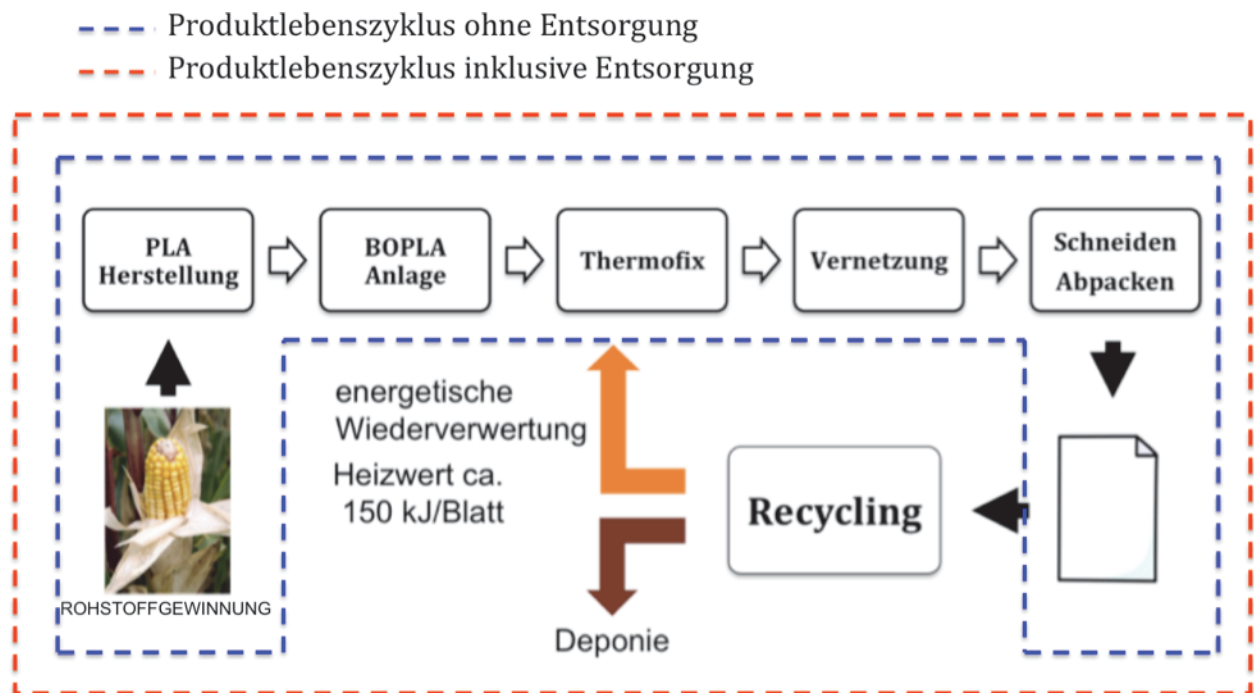 Produktlebenszyklus ohne Entsorgung
Produktlebenszyklus inklusive Entsorgung
PLA
Herstellung
BOPLA
Anlage
Thermofix
Vernetzung
Schneiden
Abpacken
energetische
Wiederverwertung
Heizwert ca.
150 kJ/Blatt
Recycling
ROHSTOFFGEWINNUNG
Deponie